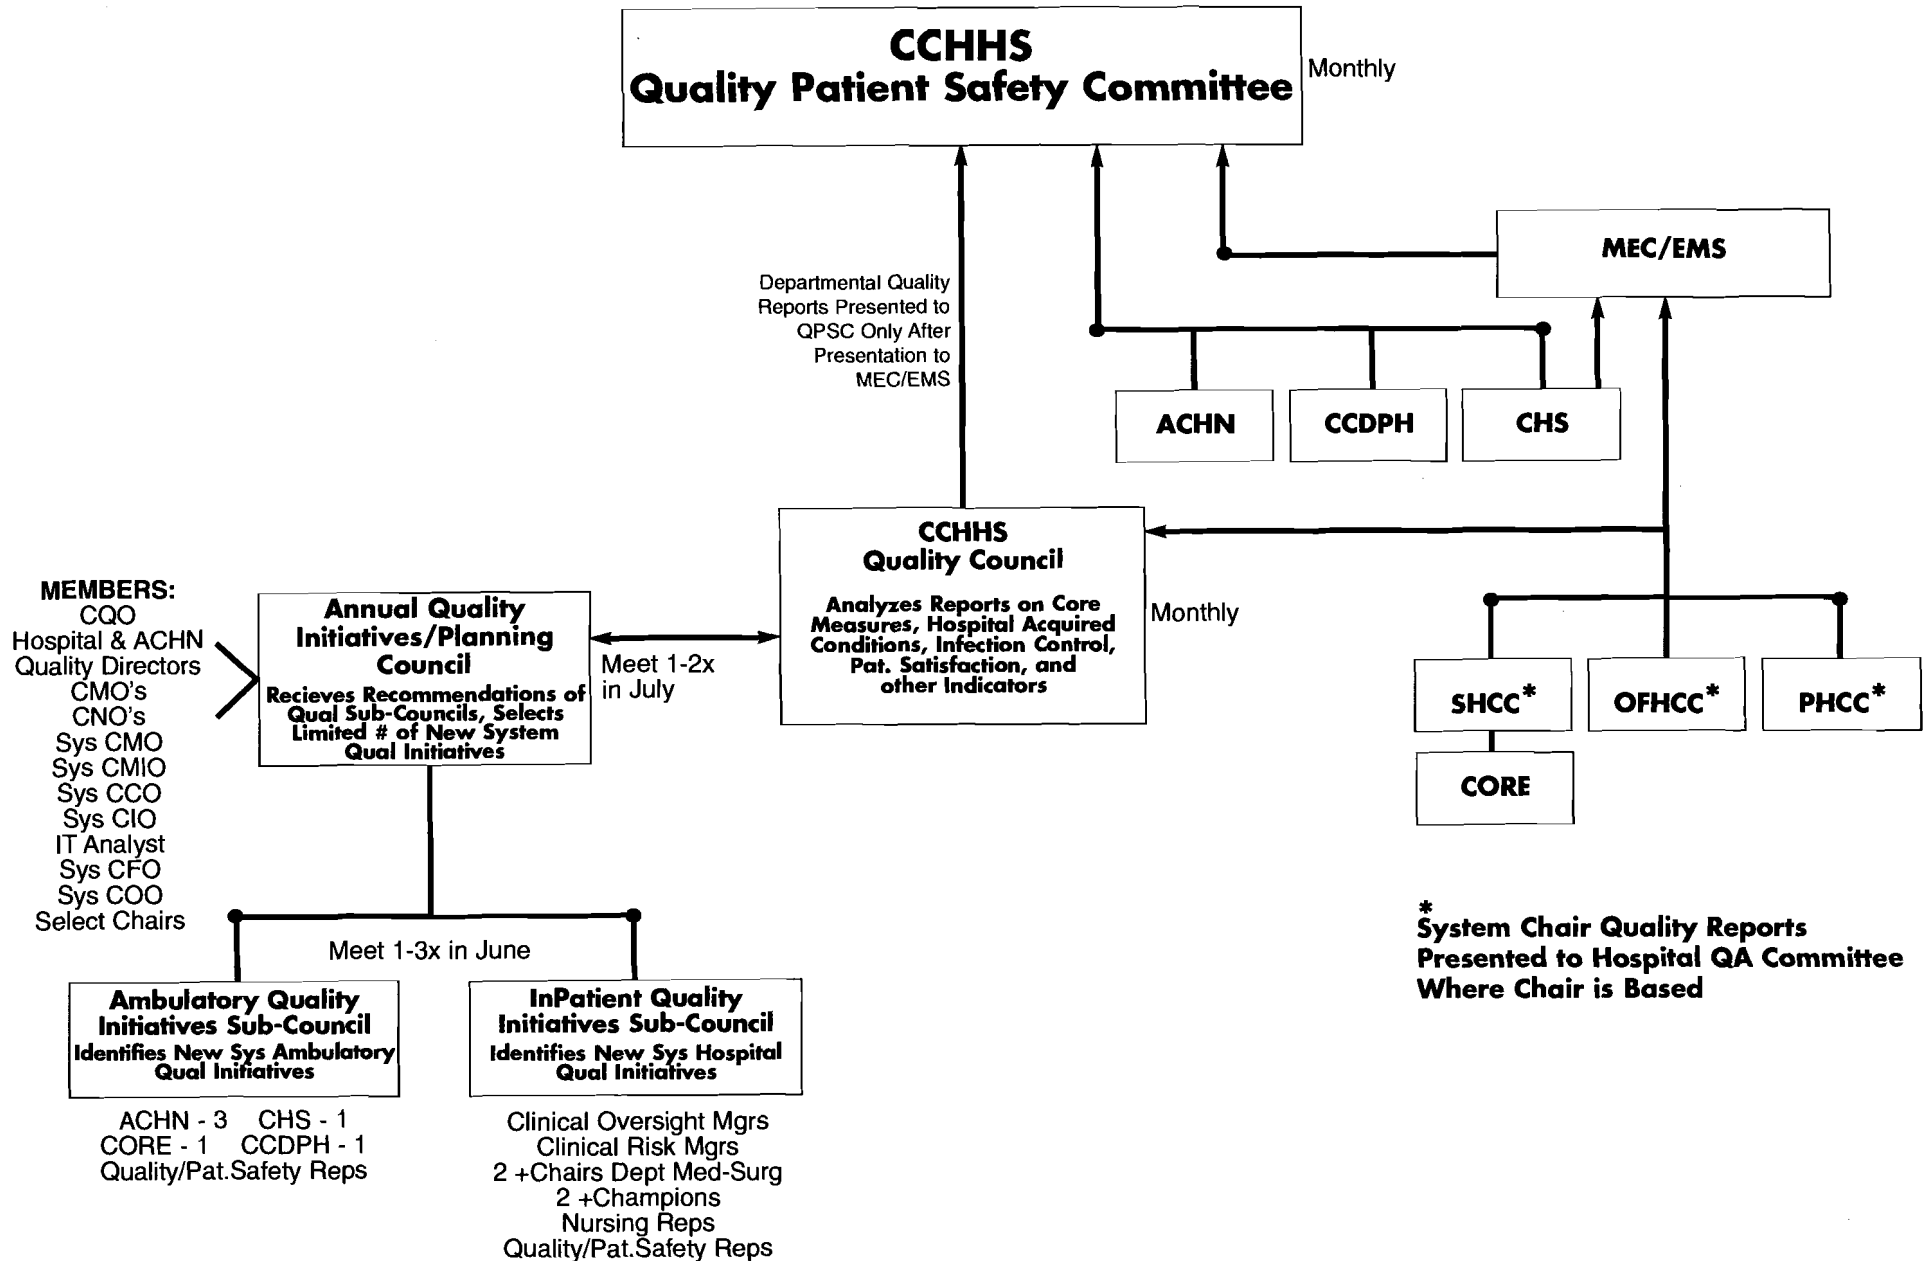 CCHHS
Quality Patient Safety Committee
Monthly
MEC/EMS
Departmental Quality
Reports Presented to
QPSC Only After
Presentation to
MEC/EMS
ACHN
CCDPH
CHS
CCHHS
Quality Council
Analyzes Reports on Core
Measures, Hospital Acquired
Conditions, Infection Control,
Pat. Satisfaction, and
other Indicators
Monthly
MEMBERS:
CQO
Hospital & ACHN
Quality Directors
CMO's
CNO's
Sys CMO
Sys CMIO
Sys CCO
Sys CIO
IT Analyst
Sys CFO
Sys COO
Select Chairs
Annual Quality
Initiatives/Planning
Council
Recieves Recommendations of
Qual Sub-Councils, Selects
Limited # of New System
Qual Initiatives
Meet 1-2x
in July
SHCC*
OFHCC*
PHCC*
CORE
*
System Chair Quality Reports
Presented to Hospital QA Committee
Where Chair is Based
Meet 1-3x in June
Ambulatory Quality
Initiatives Sub-Council
Identifies New Sys Ambulatory
Qual Initiatives
ACHN - 3 CHS - 1
CORE - 1 CCDPH - 1
Quality/Pat.Safety Reps
InPatient Quality
Initiatives Sub-Council
Identifies New Sys Hospital
Qual Initiatives
Clinical Oversight Mgrs
Clinical Risk Mgrs
2 +Chairs Dept Med-Surg
2 +Champions
Nursing Reps
Quality/Pat.Safety Reps